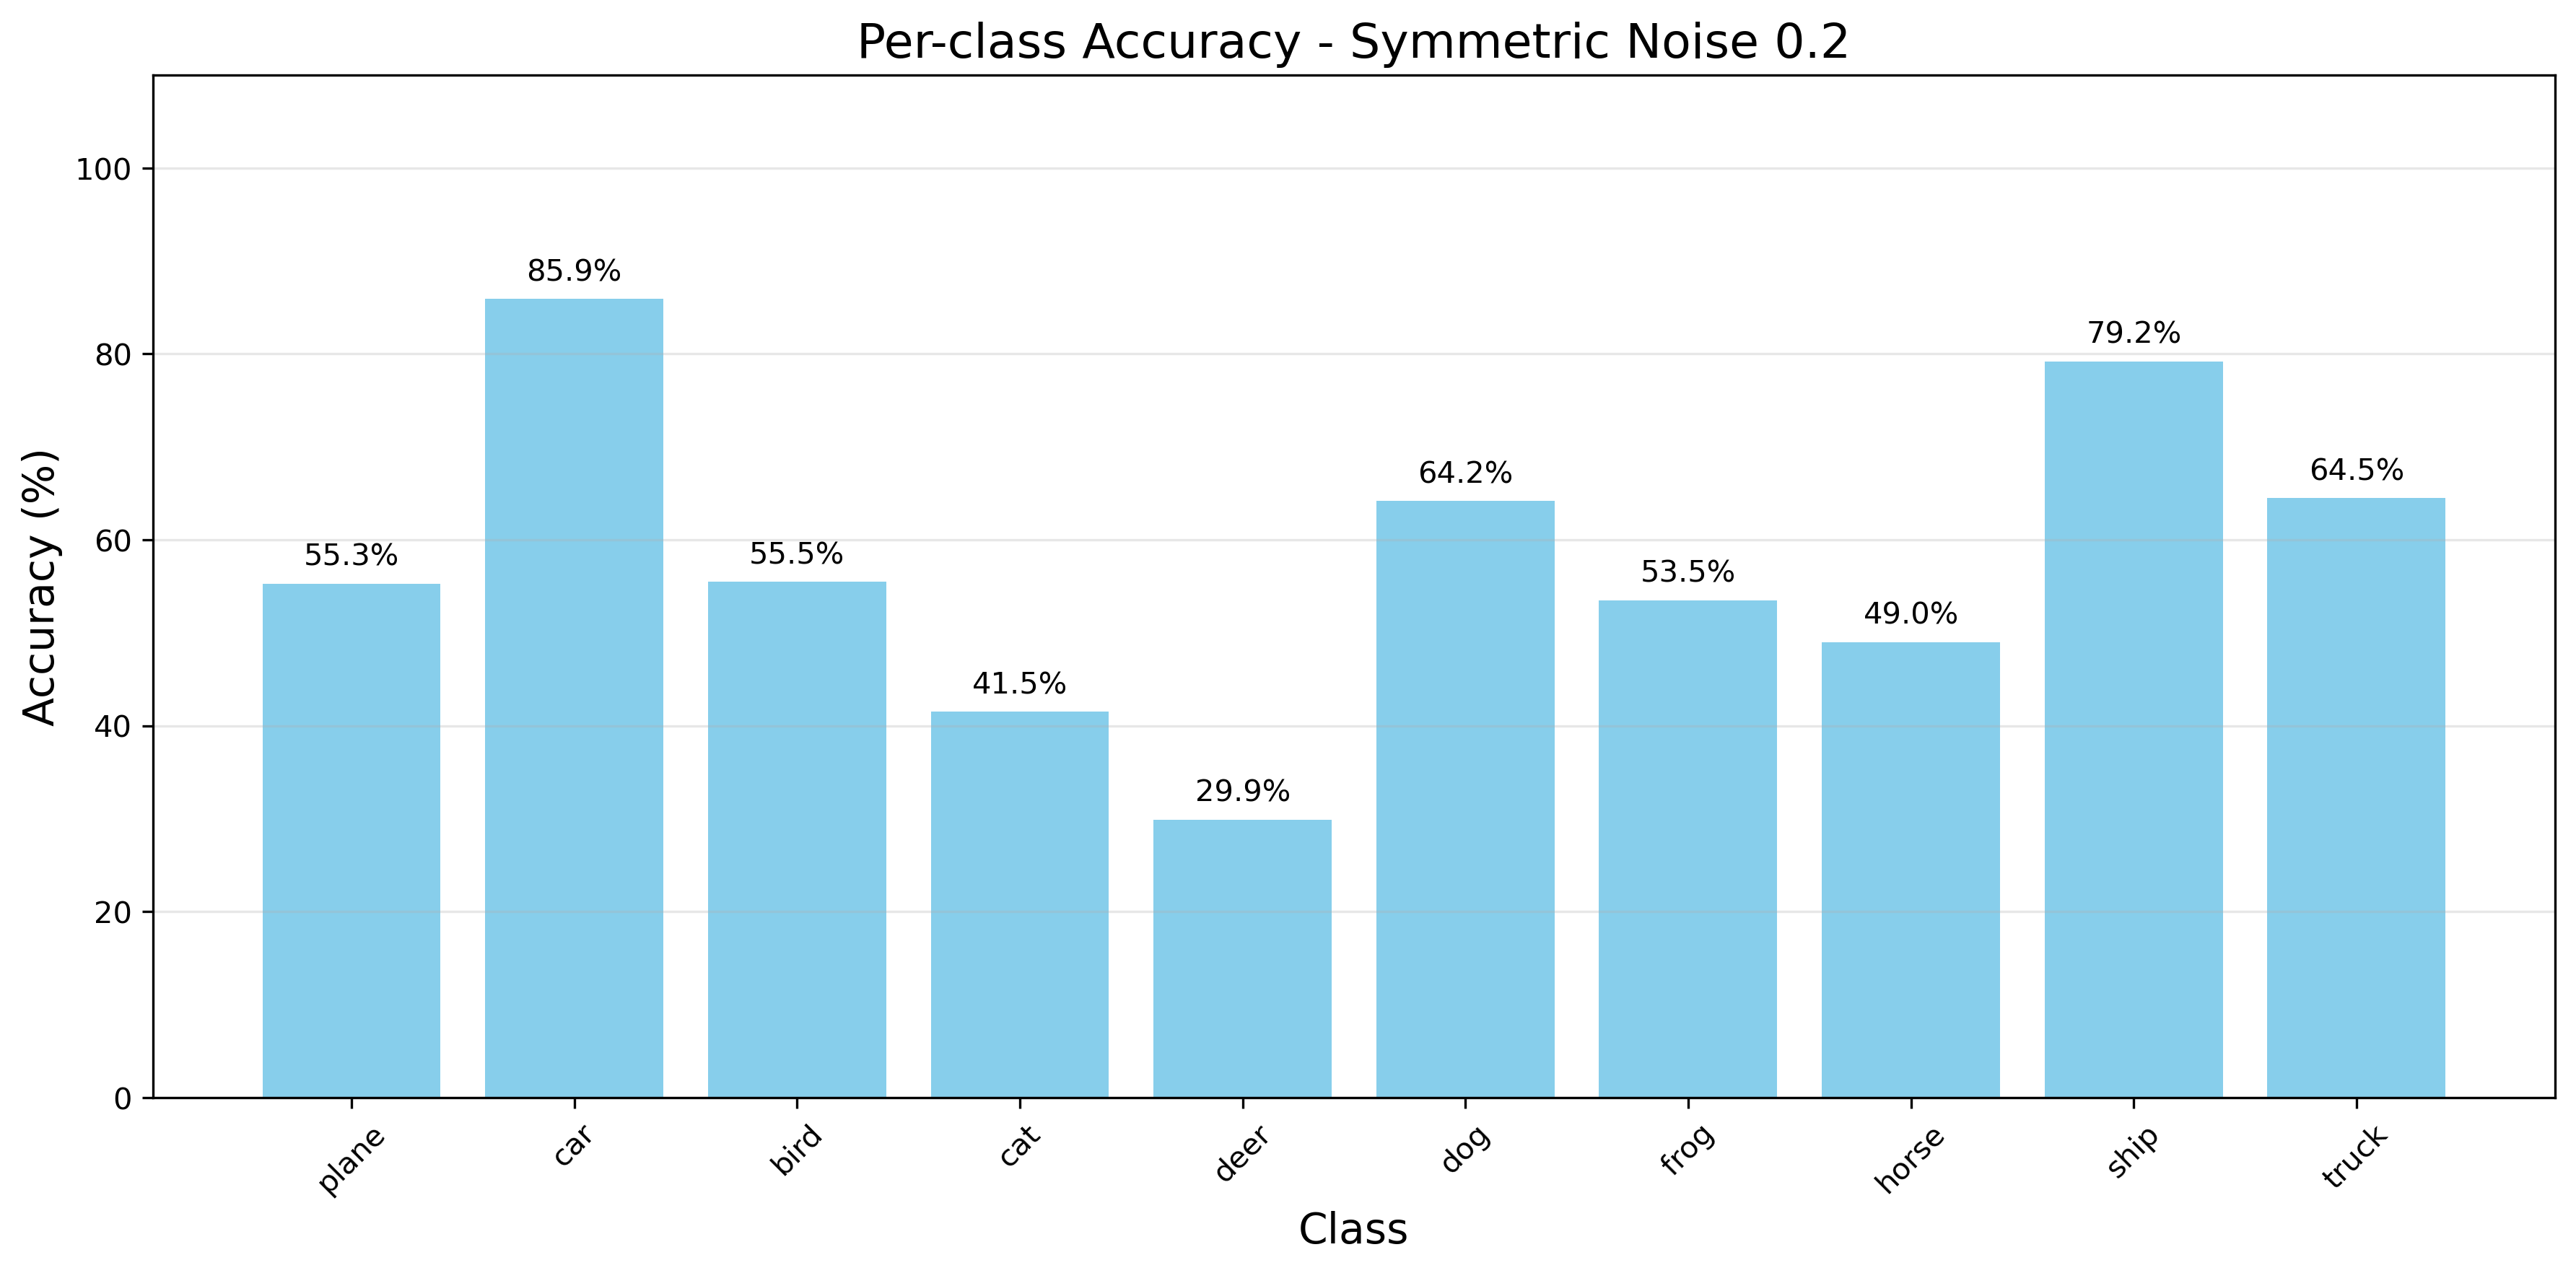 Per-class Accuracy - Symmetric Noise 0.2
Accuracy (%)
100
80
60
40
20
0
55.3%
85.9%
55.5%
41.5%
29.9%
64.2%
53.5%
49.0%
79.2%
64.5%
plane
car
bird
cat
deer
dog
frog
horse
ship
truck
Class